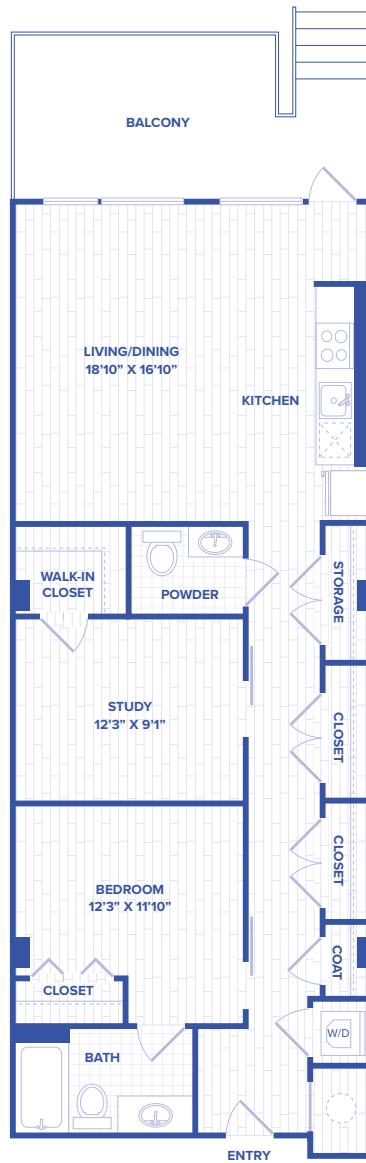 BALCONY
LIVING/DINING
18'10" X 16'10"
KITCHEN
WALK-IN
CLOSET
POWDER
STORAGE
STUDY
12'3" X 9'1"
CLOSET
CLOSET
BEDROOM
12'3" X 11'10"
COAT
CLOSET
W/D
BATH
ENTRY